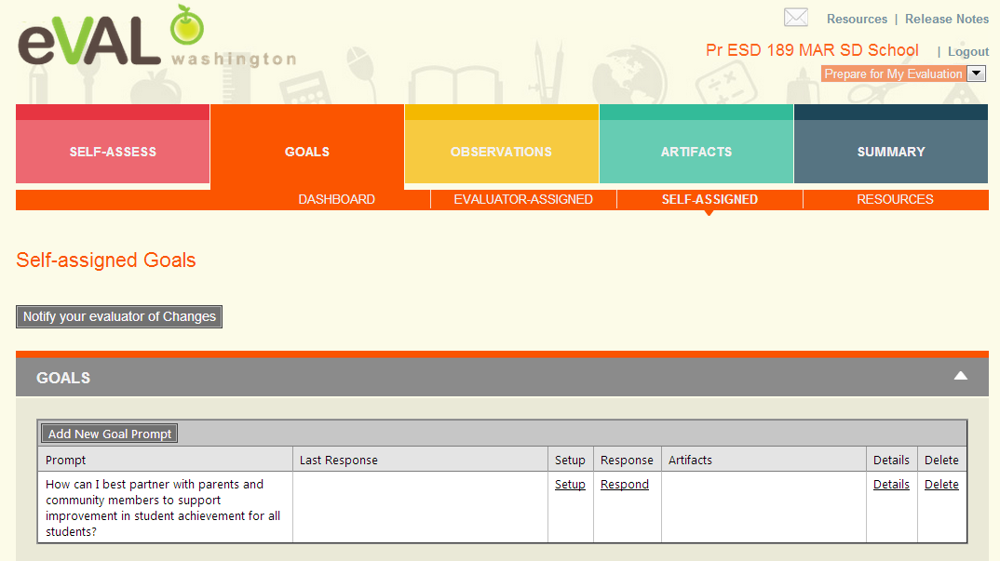 eVAL
washington
Resources | Release Notes
Pr ESD 189 MAR SD School | Logout
Prepare for My Evaluation
SELF-ASSESS GOALS OBSERVATIONS ARTIFACTS SUMMARY
DASHBOARD EVALUATOR-ASSIGNED SELF-ASSIGNED RESOURCES
Self-assigned Goals
Notify your evaluator of Changes
GOALS
Add New Goal Prompt
Prompt Last Response Setup Response Artifacts Details Delete
How can I best partner with parents and Setup Respond Details Delete
community members to support
improvement in student achievement for all
students?